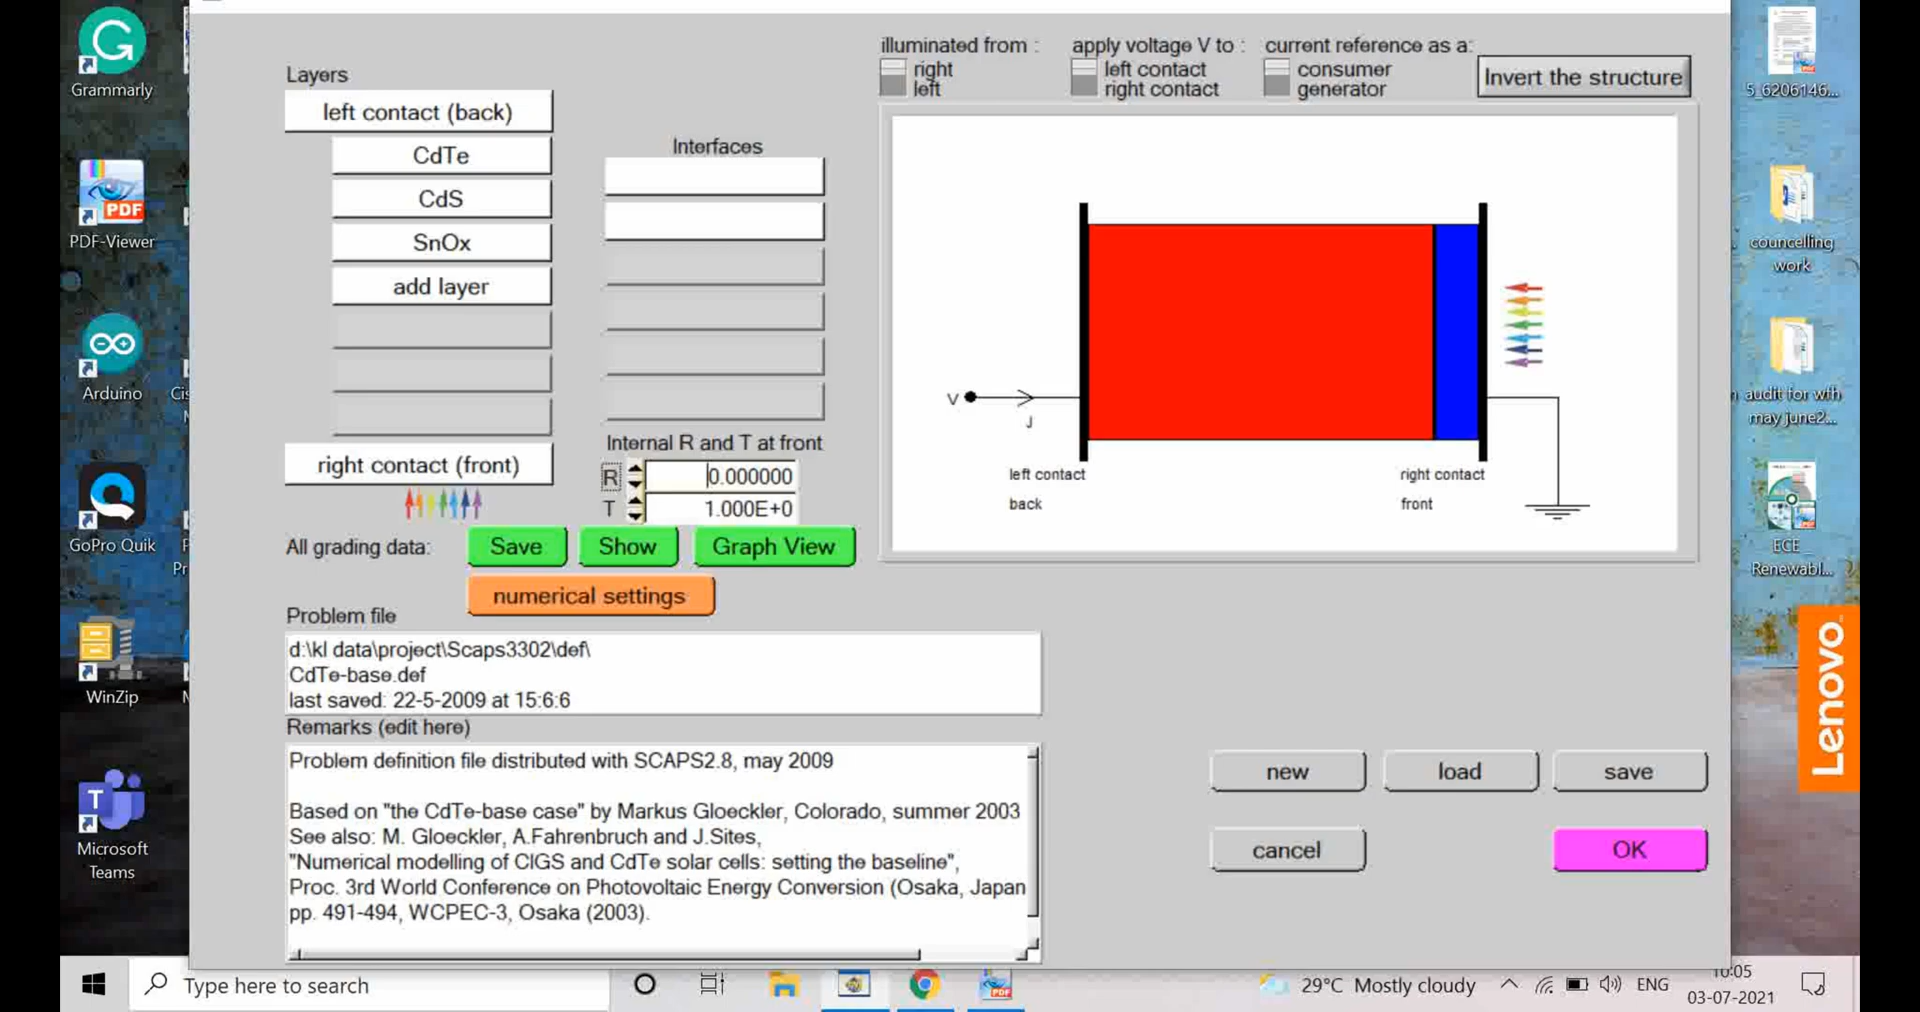 Grammarly
PDF
PDF-Viewer
Arduino
GoPro Quik
WinZip
T
Microsoft
Teams
Layers
left contact (back)
CdTe
CdS
SnOx
add layer
right contact (front)
Interfaces
Internal R and T at front
R 0.000000
T 1.000E+0
All grading data: Save Show Graph View
numerical settings
illuminated from :
right
left
apply voltage V to :
left contact
right contact
current reference as a:
consumer
generator
Invert the structure
V
J
left contact
back
right contact
front
Problem file
d:\kl data\project\Scaps3302\def\
CdTe-base.def
last saved: 22-5-2009 at 15:6:6
Remarks (edit here)
Problem definition file distributed with SCAPS2.8, may 2009
Based on "the CdTe-base case" by Markus Gloeckler, Colorado, summer 2003
See also: M. Gloeckler, A.Fahrenbruch and J.Sites,
"Numerical modelling of CIGS and CdTe solar cells: setting the baseline",
Proc. 3rd World Conference on Photovoltaic Energy Conversion (Osaka, Japan
pp. 491-494, WCPEC-3, Osaka (2003).
new load save
cancel OK
5_6206146...
councelling
work
audit for wth
may june2...
ECE
Renewabl...
Lenovo
Type here to search
PDF
29°C Mostly cloudy
ENG
10:05
03-07-2021